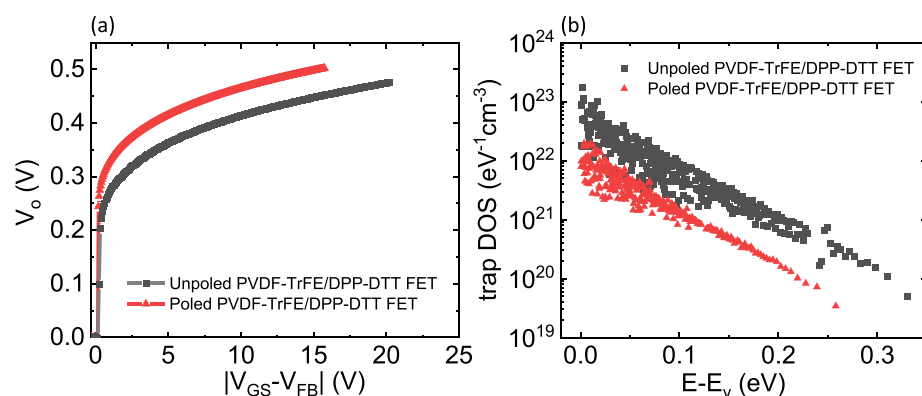 (a)
0.5
0.4
0.3
0.2
0.1
0.0
V_o (V)
Unpoled PVDF-TrFE/DPP-DTT FET
Poled PVDF-TrFE/DPP-DTT FET
0 5 10 15 20 25
|V_GS-V_FB| (V)
(b)
10^24
10^23
10^22
10^21
10^20
10^19
trap DOS (eV^-1cm^-3)
Unpoled PVDF-TrFE/DPP-DTT FET
Poled PVDF-TrFE/DPP-DTT FET
0.0 0.1 0.2 0.3
E-E_v (eV)